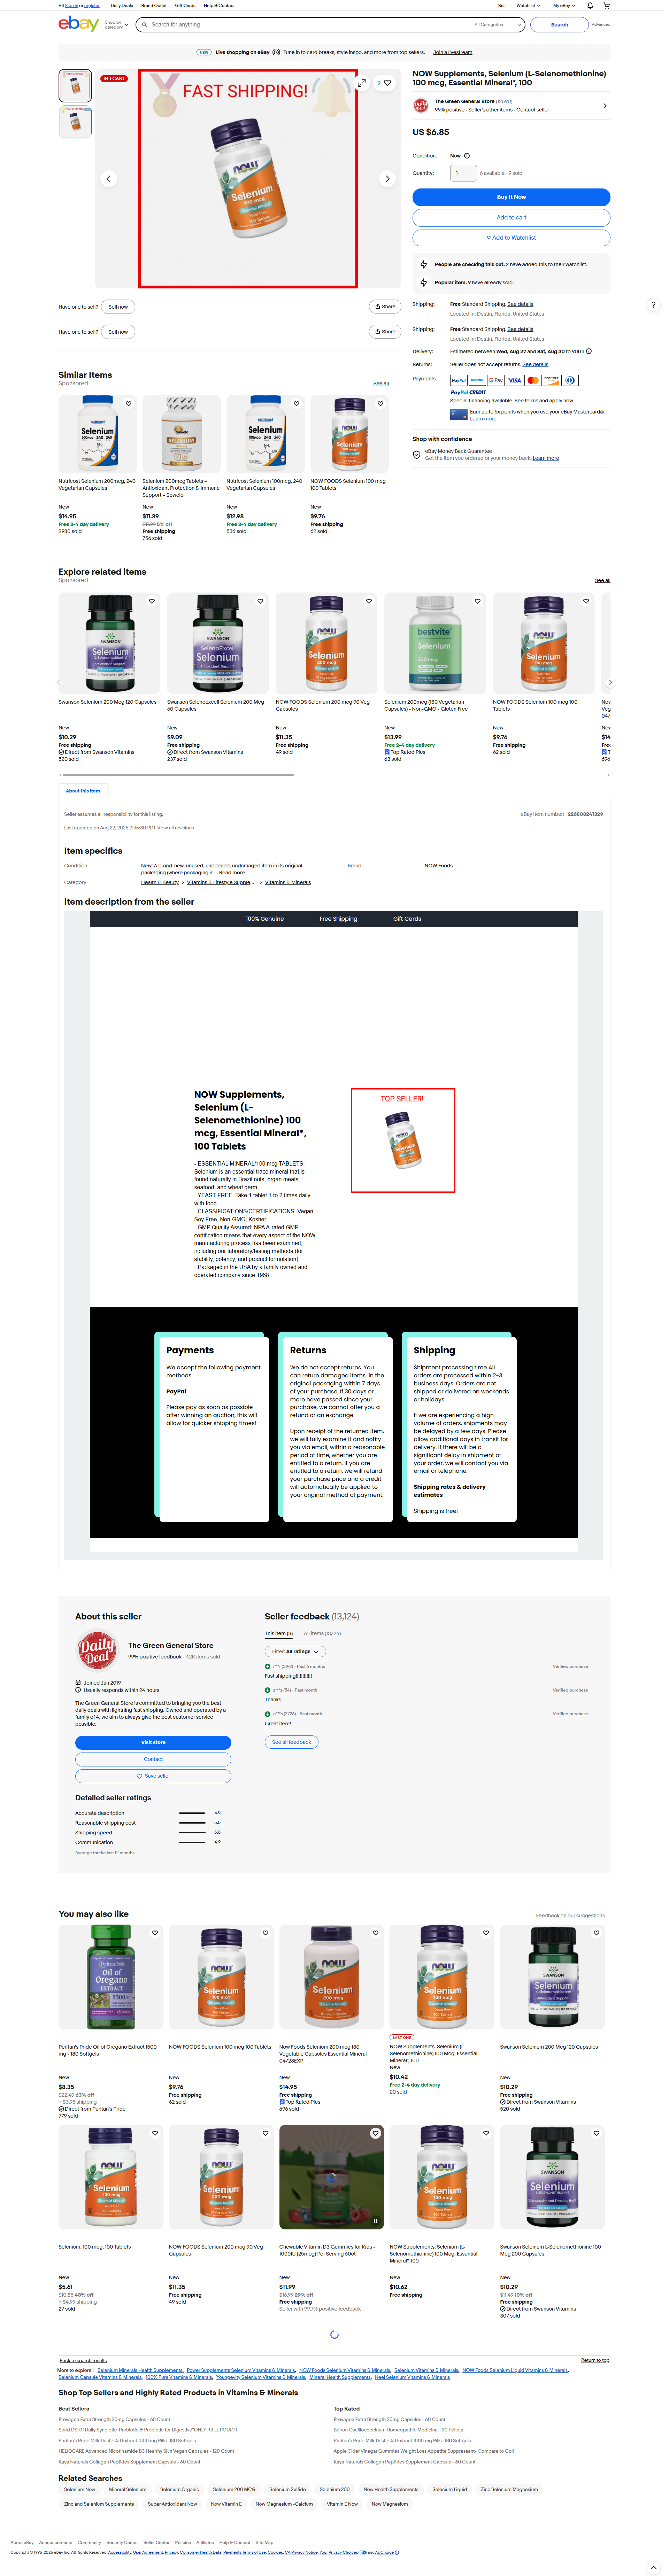 Hi! Sign in or register
Daily Deals
Brand Outlet
Gift Cards
Help & Contact
Sell
Watchlist
My eBay
ebay
Shop by category
Search for anything
All Categories
Search
Advanced
NEW
Live shopping on eBay
Tune in to card breaks, style inspo, and more from top sellers.
Join a livestream
IN 1 CART
FAST SHIPPING!
2
NOW Supplements, Selenium (L-Selenomethionine)
100 mcg, Essential Mineral*, 100
The Green General Store (12690)
99% positive
Seller's other items
Contact seller
US $6.85
Condition:
New
Quantity:
1
6 available · 9 sold
Buy It Now
Add to cart
Add to Watchlist
People are checking this out. 2 have added this to their watchlist.
Popular item. 9 have already sold.
Shipping:
Free Standard Shipping. See details
Located in: Destin, Florida, United States
Shipping:
Free Standard Shipping. See details
Located in: Destin, Florida, United States
Delivery:
Estimated between Wed, Aug 27 and Sat, Aug 30 to 90011
Returns:
Seller does not accept returns. See details
Payments:
PayPal
G Pay
VISA
PayPal CREDIT
Special financing available. See terms and apply now
Earn up to 5x points when you use your eBay Mastercard®.
Learn more
Shop with confidence
eBay Money Back Guarantee
Get the item you ordered or your money back. Learn more
Have one to sell?
Sell now
Share
Have one to sell?
Sell now
Share
Similar Items
Sponsored
See all
Nutricost Selenium 200mcg, 240
Vegetarian Capsules
New
$14.95
Free 2-4 day delivery
2980 sold
Selenium 200mcg Tablets -
Antioxidant Protection & Immune
Support - Sowelo
New
$11.39
$11.99 5% off
Free shipping
756 sold
Nutricost Selenium 100mcg, 240
Vegetarian Capsules
New
$12.98
Free 2-4 day delivery
536 sold
NOW FOODS Selenium 100 mcg
100 Tablets
New
$9.76
Free shipping
62 sold
Explore related items
Sponsored
See all
Swanson Selenium 200 Mcg 120 Capsules
New
$10.29
Free shipping
Direct from Swanson Vitamins
520 sold
Swanson Selenoexcell Selenium 200 Mcg
60 Capsules
New
$9.09
Free shipping
Direct from Swanson Vitamins
237 sold
NOW FOODS Selenium 200 mcg 90 Veg
Capsules
New
$11.35
Free shipping
49 sold
Selenium 200mcg (180 Vegetarian
Capsules) - Non-GMO - Gluten Free
New
$13.99
Free 2-4 day delivery
Top Rated Plus
63 sold
NOW FOODS Selenium 100 mcg 100
Tablets
New
$9.76
Free shipping
62 sold
About this item
Seller assumes all responsibility for this listing.
eBay item number: 226808241329
Last updated on Aug 22, 2025 21:15:30 PDT View all revisions
Item specifics
Condition
New: A brand-new, unused, unopened, undamaged item in its original
packaging (where packaging is ... Read more
Brand
NOW Foods
Category
Health & Beauty
Vitamins & Lifestyle Supple...
Vitamins & Minerals
Item description from the seller
100% Genuine
Free Shipping
Gift Cards
NOW Supplements,
Selenium (L-
Selenomethionine) 100
mcg, Essential Mineral*,
100 Tablets
TOP SELLER!
- ESSENTIAL MINERAL/100 mcg TABLETS:
Selenium is an essential trace mineral that is
found naturally in Brazil nuts, organ meats,
seafood, and wheat germ
- YEAST-FREE: Take 1 tablet 1 to 2 times daily
with food
- CLASSIFICATIONS/CERTIFICATIONS: Vegan,
Soy Free, Non-GMO, Kosher
- GMP Quality Assured: NPA A-rated GMP
certification means that every aspect of the NOW
manufacturing process has been examined,
including our laboratory/testing methods (for
stability, potency, and product formulation)
- Packaged in the USA by a family owned and
operated company since 1968
Payments
We accept the following payment
methods
PayPal
Please pay as soon as possible
after winning an auction, this will
allow for quicker shipping times!
Returns
We do not accept returns. You
can return damaged items in the
original packaging within 7 days
of your purchase. If 30 days or
more have passed since your
purchase, we cannot offer you a
refund or an exchange.
Upon receipt of the returned item,
we will fully examine it and notify
you via email, within a reasonable
period of time, whether you are
entitled to a return. If you are
entitled to a return, we will refund
your purchase price and a credit
will automatically be applied to
your original method of payment.
Shipping
Shipment processing time All
orders are processed within 2-3
days. Orders are not
shipped or delivered on weekends
or holidays.
If we are experiencing a high
volume of orders, shipments may
be delayed by a few days. Please
allow additional days in transit for
delivery. If there will be a
significant delay in shipment of
your order, we will contact you via
email or telephone.
Shipping rates & delivery
estimates
Shipping is free!
About this seller
Daily Deal
The Green General Store
99% positive feedback · 42K items sold
Joined Jan 2019
Usually responds within 24 hours
The Green General Store is committed to bringing you the best
daily deals with lightning fast shipping. Owned and operated by a
family of 4, we aim to always give the best customer service
possible.
Visit store
Contact
Save seller
Detailed seller ratings
Accurate description 4.9
Reasonable shipping cost 5.0
Shipping speed 5.0
Communication 4.9
Average for the last 12 months
Seller feedback (13,124)
This item (3)
All items (13,124)
Filter: All ratings
Past 6 months
Verified purchase
Fast shipping!!!!!!!!!!!!
Past month
Verified purchase
Thanks
Past month
Verified purchase
Great item!
See all feedback
You may also like
Feedback on our suggestions
Puritan's Pride Oil of Oregano Extract 1500
mg - 180 Softgels
New
$8.35
$22.49 63% off
+ $3.95 shipping
Direct from Puritan's Pride
779 sold
NOW FOODS Selenium 100 mcg 100 Tablets
New
$9.76
Free shipping
62 sold
Now Foods Selenium 200 mcg 180
Vegetable Capsules Essential Mineral
04/28EXP
New
$14.95
Free shipping
Top Rated Plus
696 sold
LAST ONE
NOW Supplements, Selenium (L-
Selenomethionine) 100 Mcg, Essential
Mineral*, 100
New
$10.42
Free 2-4 day delivery
20 sold
Swanson Selenium 200 Mcg 120 Capsules
New
$10.29
Free shipping
Direct from Swanson Vitamins
520 sold
Selenium, 100 mcg, 100 Tablets
New
$5.61
$10.88 48% off
+ $4.99 shipping
27 sold
NOW FOODS Selenium 200 mcg 90 Veg
Capsules
New
$11.35
Free shipping
49 sold
Chewable Vitamin D3 Gummies for Kids -
1000IU (25mcg) Per Serving 60ct
New
$11.99
$16.99 29% off
Free shipping
Seller with 99.7% positive feedback
NOW Supplements, Selenium (L-
Selenomethionine) 100 Mcg, Essential
Mineral*, 100
New
$10.62
Free shipping
Swanson Selenium L-Selenomethionine 100
Mcg 200 Capsules
New
$10.29
$11.49 10% off
Free shipping
Direct from Swanson Vitamins
307 sold
Back to search results
Return to top
More to explore :
Selenium Minerals Health Supplements,
Power Supplements Selenium Vitamins & Minerals,
NOW Foods Selenium Vitamins & Minerals,
Selenium Vitamins & Minerals,
NOW Foods Selenium Liquid Vitamins & Minerals,
Selenium Capsule Vitamins & Minerals,
100% Pure Vitamins & Minerals,
Youngevity Selenium Vitamins & Minerals,
Mineral Health Supplements,
Heel Selenium Vitamins & Minerals
Shop Top Sellers and Highly Rated Products in Vitamins & Minerals
Best Sellers
Prevagen Extra Strength 20mg Capsules - 60 Count
Seed DS-01 Daily Synbiotic-Prebiotic & Probiotic for Digestive*ONLY REFILL POUCH
Puritan's Pride Milk Thistle 4:1 Extract 1000 mg Pills- 180 Softgels
HELIOCARE Advanced Nicotinamide B3 Healthy Skin Vegan Capsules - 120 Count
Kaya Naturals Collagen Peptides Supplement Capsule - 60 Count
Top Rated
Prevagen Extra Strength 20mg Capsules - 60 Count
Boiron Oscillococcinum Homeopathic Medicine - 30 Pellets
Puritan's Pride Milk Thistle 4:1 Extract 1000 mg Pills- 180 Softgels
Apple Cider Vinegar Gummies Weight Loss Appetite Suppressant- Compare to Goli
Kaya Naturals Collagen Peptides Supplement Capsule - 60 Count
Related Searches
Selenium Now
Mineral Selenium
Selenium Organic
Selenium 200 MCG
Selenium Sulfide
Selenium 200
Now Health Supplements
Selenium Liquid
Zinc Selenium Magnesium
Zinc and Selenium Supplements
Super Antioxidant Now
Now Vitamin E
Now Magnesium -Calcium
Vitamin E Now
Now Magnesium
About eBay
Announcements
Community
Security Center
Seller Center
Policies
Affiliates
Help & Contact
Site Map
Copyright © 1995-2025 eBay Inc. All Rights Reserved. Accessibility, User Agreement, Privacy, Consumer Health Data, Payments Terms of Use, Cookies, CA Privacy Notice, Your Privacy Choices and AdChoice